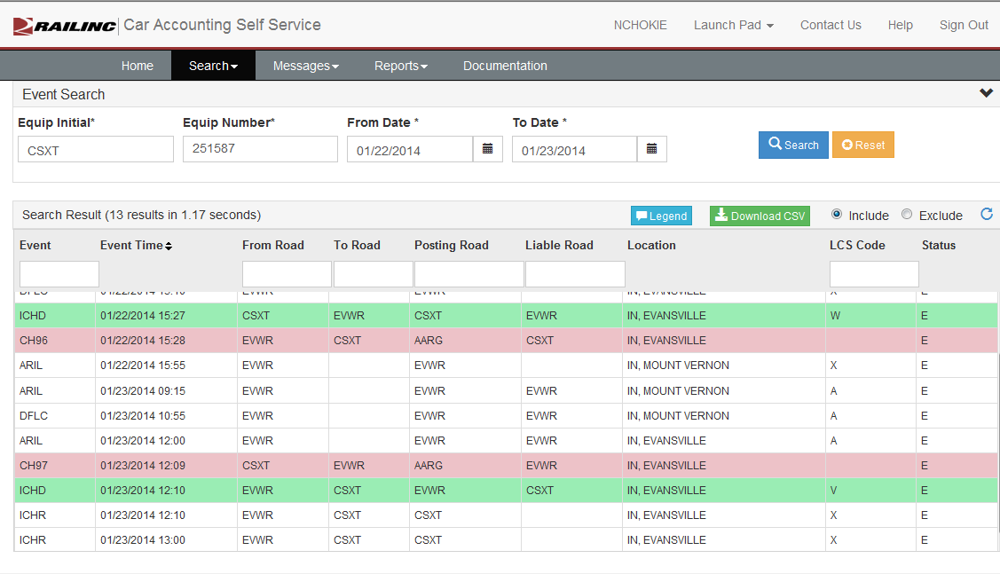 RAILINC Car Accounting Self Service NCHOKIE Launch Pad Contact Us Help Sign Out
Home Search Messages Reports Documentation
Event Search
Equip Initial* Equip Number* From Date * To Date *
CSXT 251587 01/22/2014 01/23/2014 Search Reset
Search Result (13 results in 1.17 seconds) Legend Download CSV Include Exclude
Event Event Time From Road To Road Posting Road Liable Road Location LCS Code Status
DFLC 01/22/2014 EVWR EVWR IN, EVANSVILLE X E
ICHD 01/22/2014 15:27 CSXT EVWR CSXT EVWR IN, EVANSVILLE W E
CH96 01/22/2014 15:28 EVWR CSXT AARG CSXT IN, EVANSVILLE E
ARIL 01/22/2014 15:55 EVWR EVWR IN, MOUNT VERNON X E
ARIL 01/23/2014 09:15 EVWR EVWR EVWR IN, MOUNT VERNON A E
DFLC 01/23/2014 10:55 EVWR EVWR EVWR IN, MOUNT VERNON A E
ARIL 01/23/2014 12:00 EVWR EVWR EVWR IN, EVANSVILLE A E
CH97 01/23/2014 12:09 CSXT EVWR AARG EVWR IN, EVANSVILLE E
ICHD 01/23/2014 12:10 EVWR CSXT EVWR CSXT IN, EVANSVILLE V E
ICHR 01/23/2014 12:10 EVWR CSXT CSXT IN, EVANSVILLE X E
ICHR 01/23/2014 13:00 EVWR CSXT CSXT IN, EVANSVILLE X E